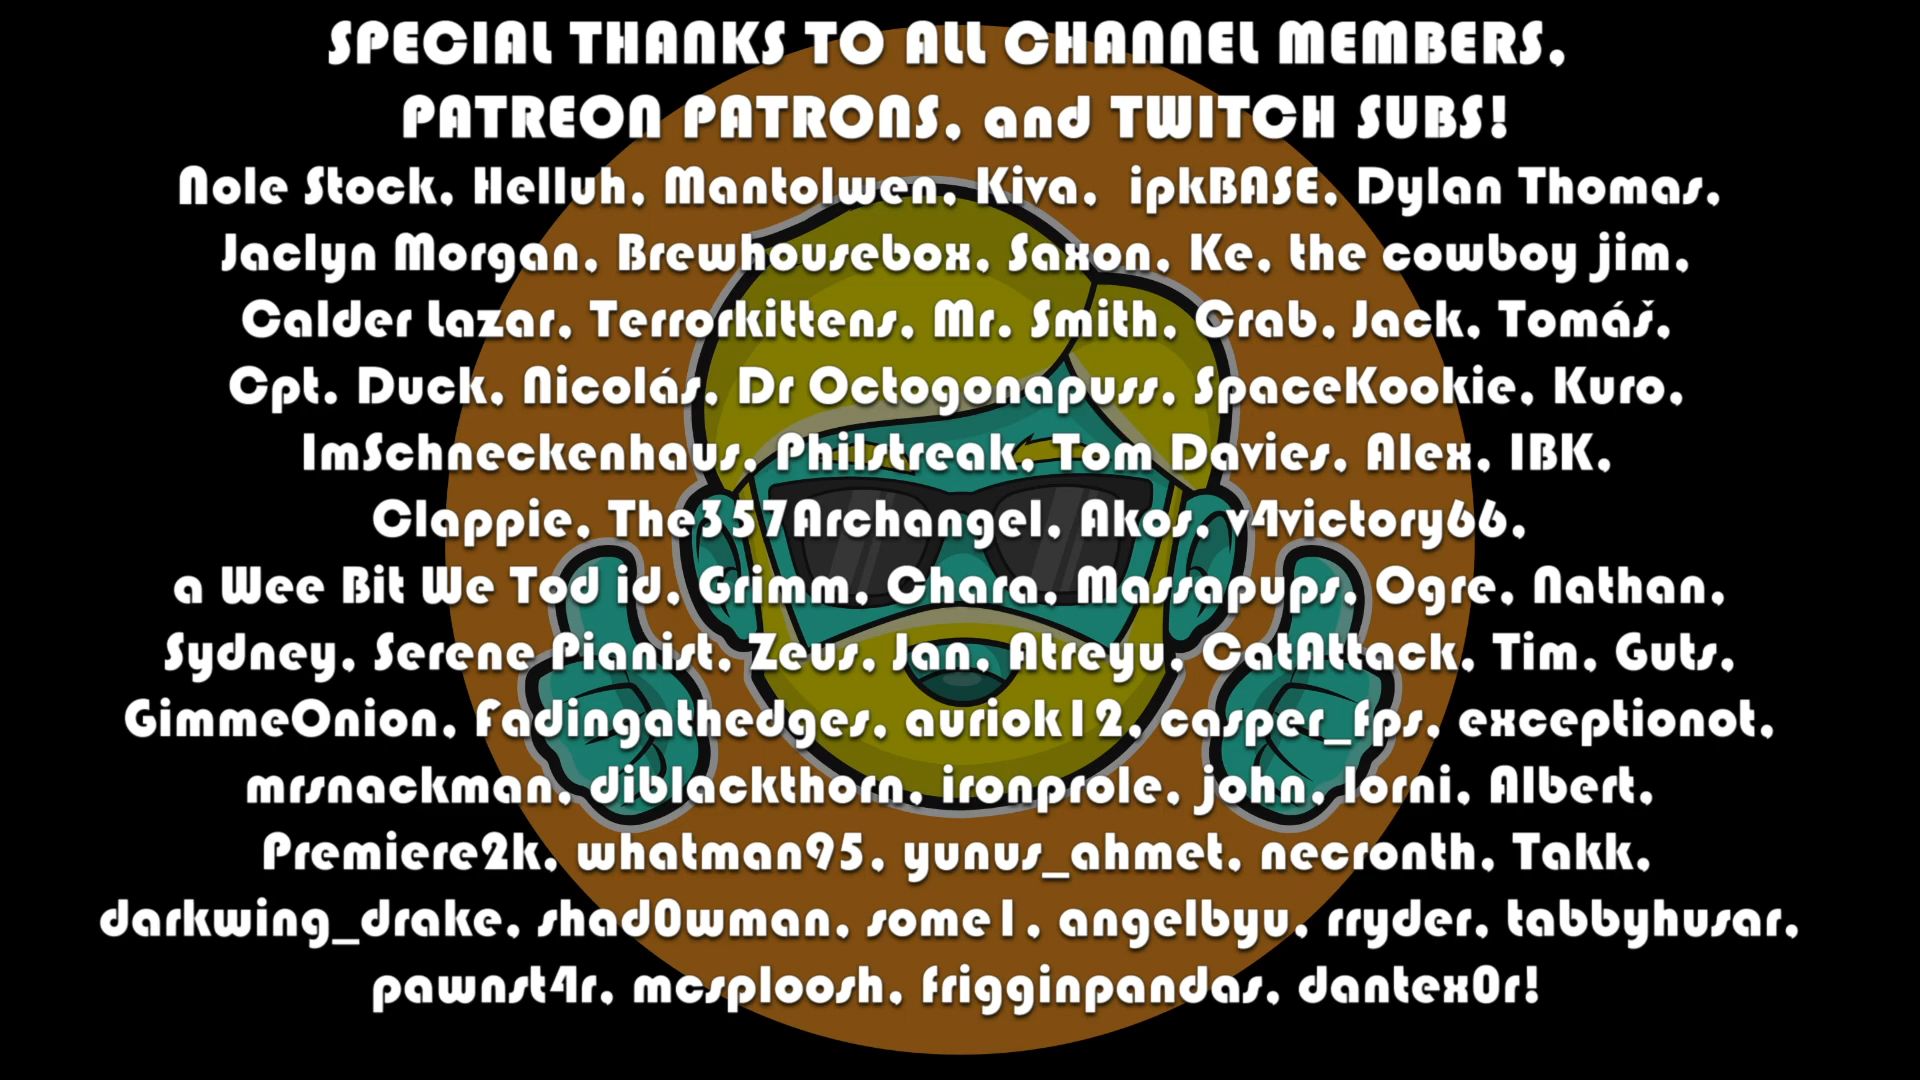 SPECIAL THANKS TO ALL CHANNEL MEMBERS,
PATREON PATRONS, and TWITCH SUBS!
Nole Stock, Helluh, Mantolwen, Kiva, ipkBASE, Dylan Thomas,
Jaclyn Morgan, Brewhousebox, Saxon, Ke, the cowboy jim,
Calder Lazar, Terrorkittens, Mr. Smith, Crab, Jack, Tomáš,
Cpt. Duck, Nicolás, Dr Octogonapuss, SpaceKookie, Kuro,
ImSchneckenhaus, Philstreak, Tom Davies, Alex, IBK,
Clappie, The357Archangel, Akos, v4victory66,
a Wee Bit We Tod id, Grimm, Chara, Massapups, Ogre, Nathan,
Sydney, Serene Pianist, Zeus, Jan, Atreyu, CatAttack, Tim, Guts,
GimmeOnion, Fadingathedges, auriok12, casper_fps, exceptionot,
mrsnackman, diblackthorn, ironprole, john, lorni, Albert,
Premiere2k, whatman95, yunus_ahmet, necronth, Takk,
darkwing_drake, shad0wman, some1, angelbyu, rryder, tabbyhusar,
pawnst4r, mcsploosh, frigginpandas, dantex0r!